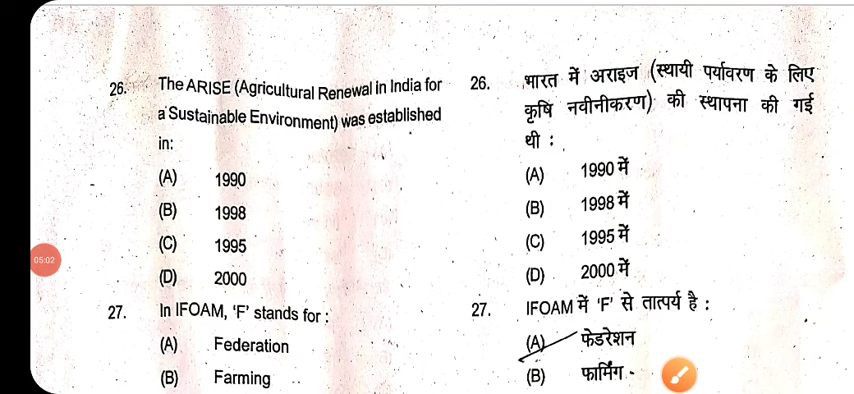 26. The ARISE (Agricultural Renewal in India for
a Sustainable Environment) was established
in:
(A) 1990
(B) 1998
(C) 1995
(D) 2000
27. In IFOAM, 'F' stands for :
(A) Federation
(B) Farming
26. भारत में अराइज (स्थायी पर्यावरण के लिए
कृषि नवीनीकरण) की स्थापना की गई
थी :
(A) 1990 में
(B) 1998 में
(C) 1995 में
(D) 2000 में
27. IFOAM में 'F' से तात्पर्य है :
(A) फेडरेशन
(B) फार्मिंग
05:02